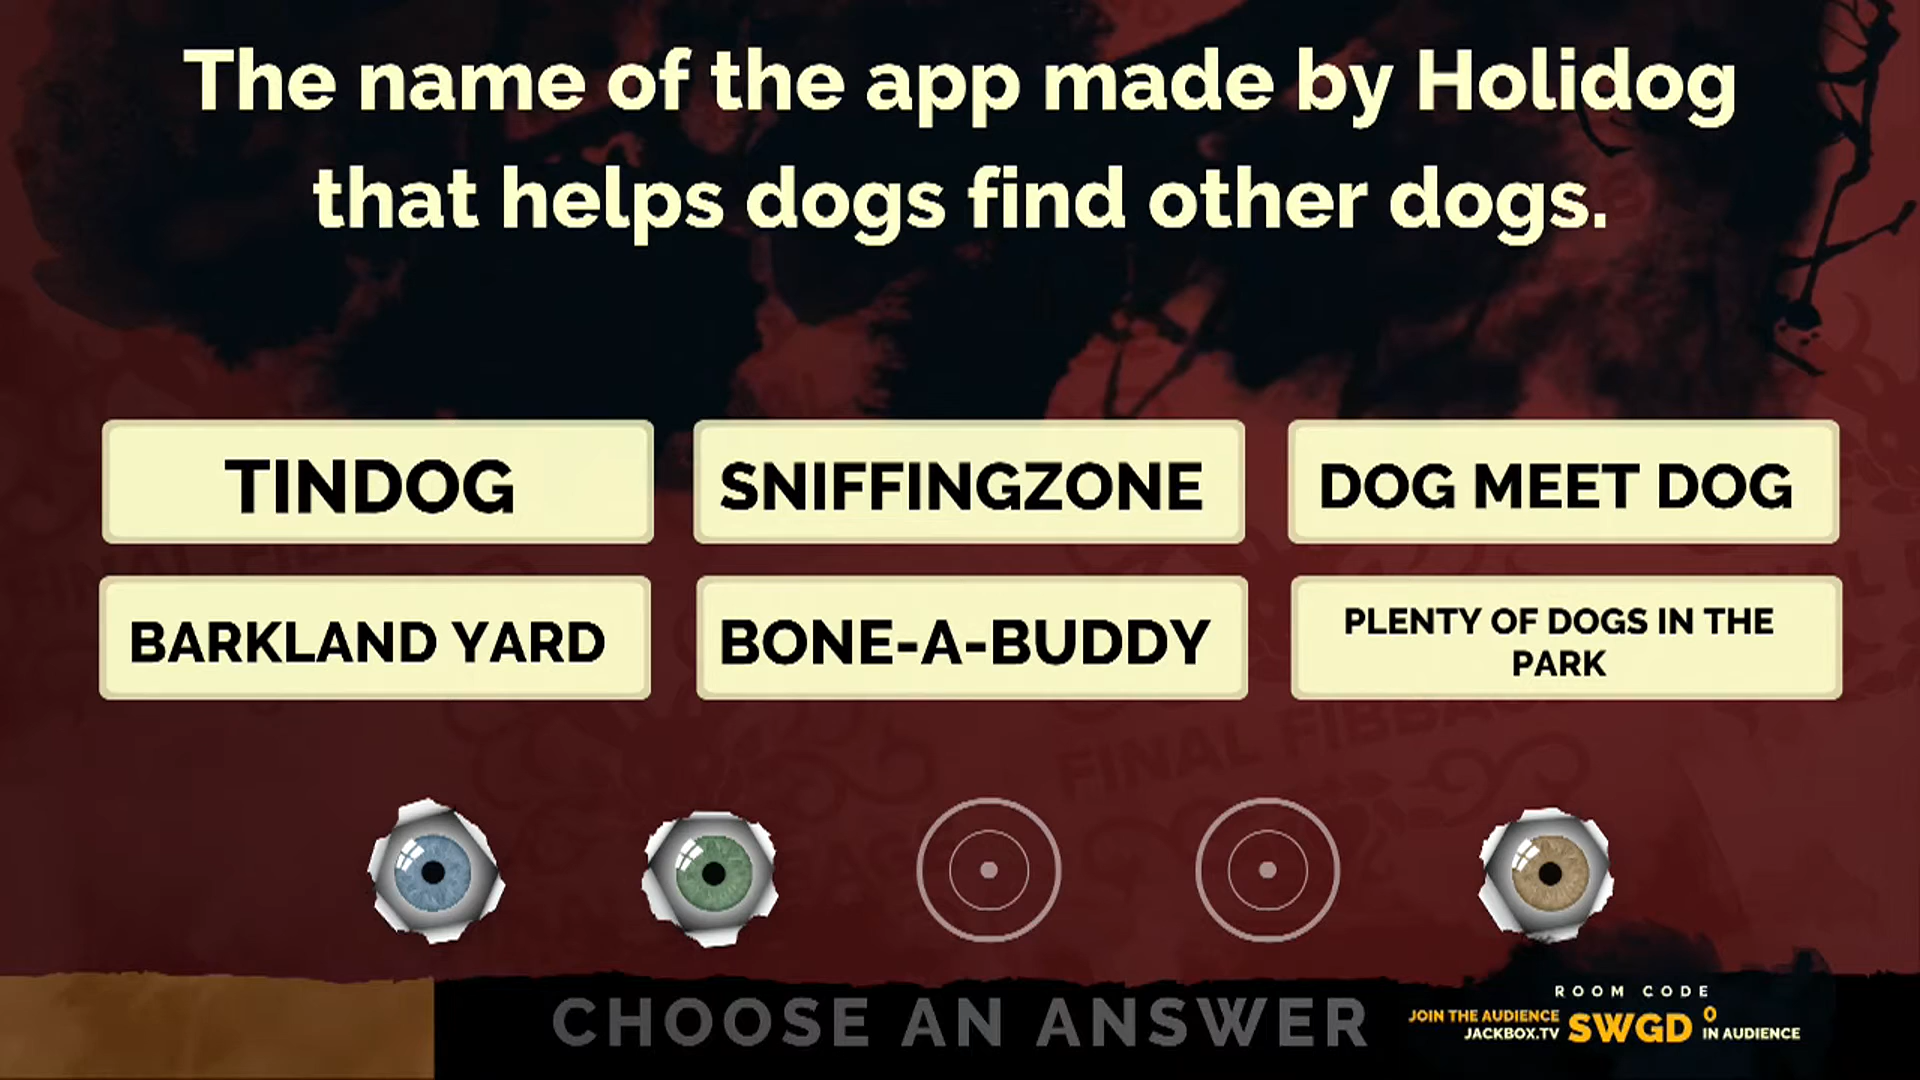 The name of the app made by Holidog
that helps dogs find other dogs.
TINDOG
SNIFFINGZONE
DOG MEET DOG
BARKLAND YARD
BONE-A-BUDDY
PLENTY OF DOGS IN THE
PARK
FINAL FIBBA
CHOOSE AN ANSWER
ROOM CODE
JOIN THE AUDIENCE
JACKBOX.TV
SWGD
0
IN AUDIENCE